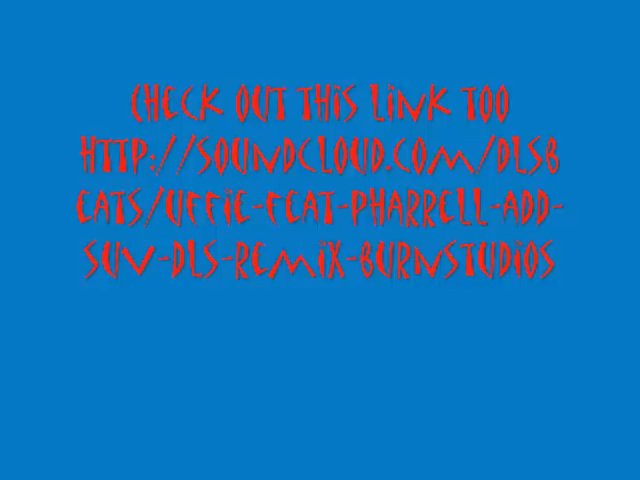 CHECK OUT THiS LiNK TOO
HTTP://SOUNDCLOUD.COM/DLSB
EATS/UFFiE-FEAT-PHARRELL-ADD-
SUV-DLS-REMiX-BURNSTUDiOS